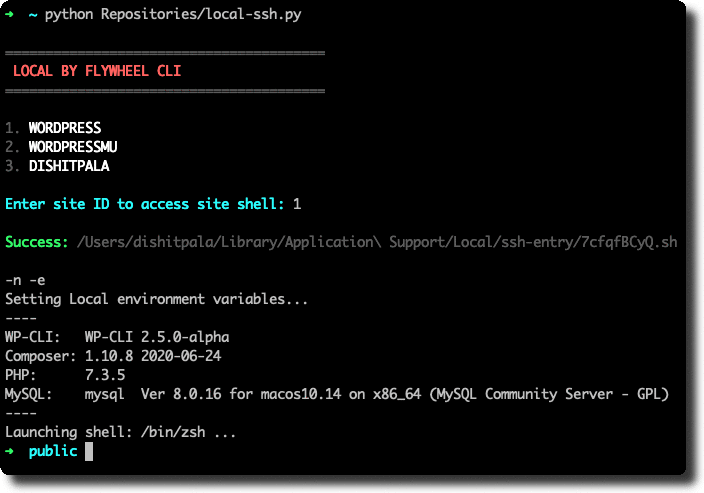 ➜  ~ python Repositories/local-ssh.py
========================================
LOCAL BY FLYWHEEL CLI
========================================
1. WORDPRESS
2. WORDPRESSMU
3. DISHITPALA
Enter site ID to access site shell: 1
Success: /Users/dishitpala/Library/Application\ Support/Local/ssh-entry/7cfqfBCyQ.sh
-n -e
Setting Local environment variables...
----
WP-CLI:   WP-CLI 2.5.0-alpha
Composer: 1.10.8 2020-06-24
PHP:      7.3.5
MySQL:    mysql  Ver 8.0.16 for macos10.14 on x86_64 (MySQL Community Server - GPL)
----
Launching shell: /bin/zsh ...
➜  public